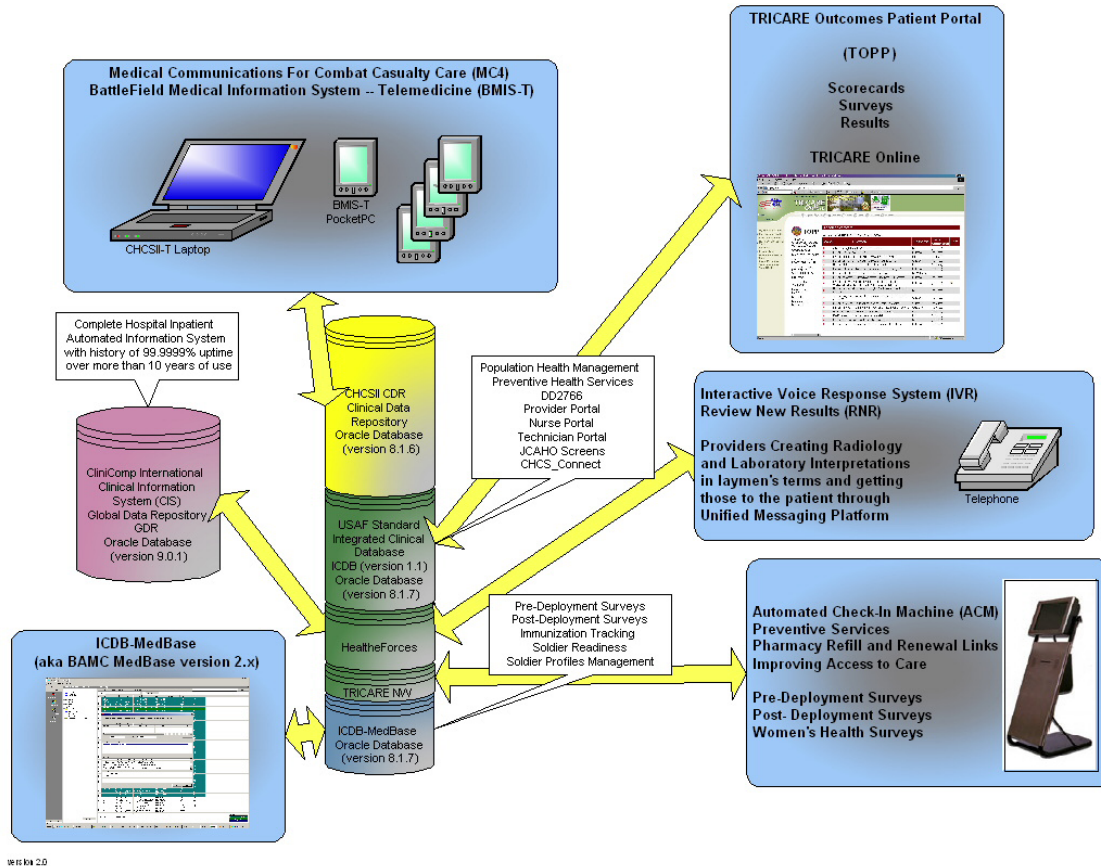 Medical Communications For Combat Casualty Care (MC4)
BattleField Medical Information System -- Telemedicine (BMIS-T)
CHCSII-T Laptop
BMIS-T
PocketPC
TRICARE Outcomes Patient Portal
(TOPP)
Scorecards
Surveys
Results
TRICARE Online
TOPP
Complete Hospital Inpatient
Automated Information System
with history of 99.9999% uptime
over more than 10 years of use
CliniComp International
Clinical Information
System (CIS)
Global Data Repository
GDR
Oracle Database
(version 9.0.1)
CHCSII CDR
Clinical Data
Repository
Oracle Database
(version 8.1.6)
USAF Standard
Integrated Clinical
Database
ICDB (version 1.1)
Oracle Database
(version 8.1.7)
HealtheForces
TRICARE NW
ICDB-MedBase
Oracle Database
(version 8.1.7)
Population Health Management
Preventive Health Services
DD2766
Provider Portal
Nurse Portal
Technician Portal
JCAHO Screens
CHCS_Connect
Interactive Voice Response System (IVR)
Review New Results (RNR)
Providers Creating Radiology
and Laboratory Interpretations
in laymen's terms and getting
those to the patient through
Unified Messaging Platform
Telephone
Pre-Deployment Surveys
Post-Deployment Surveys
Immunization Tracking
Soldier Readiness
Soldier Profiles Management
Automated Check-In Machine (ACM)
Preventive Services
Pharmacy Refill and Renewal Links
Improving Access to Care
Pre-Deployment Surveys
Post- Deployment Surveys
Women's Health Surveys
ICDB-MedBase
(aka BAMC MedBase version 2.x)
version 2.0